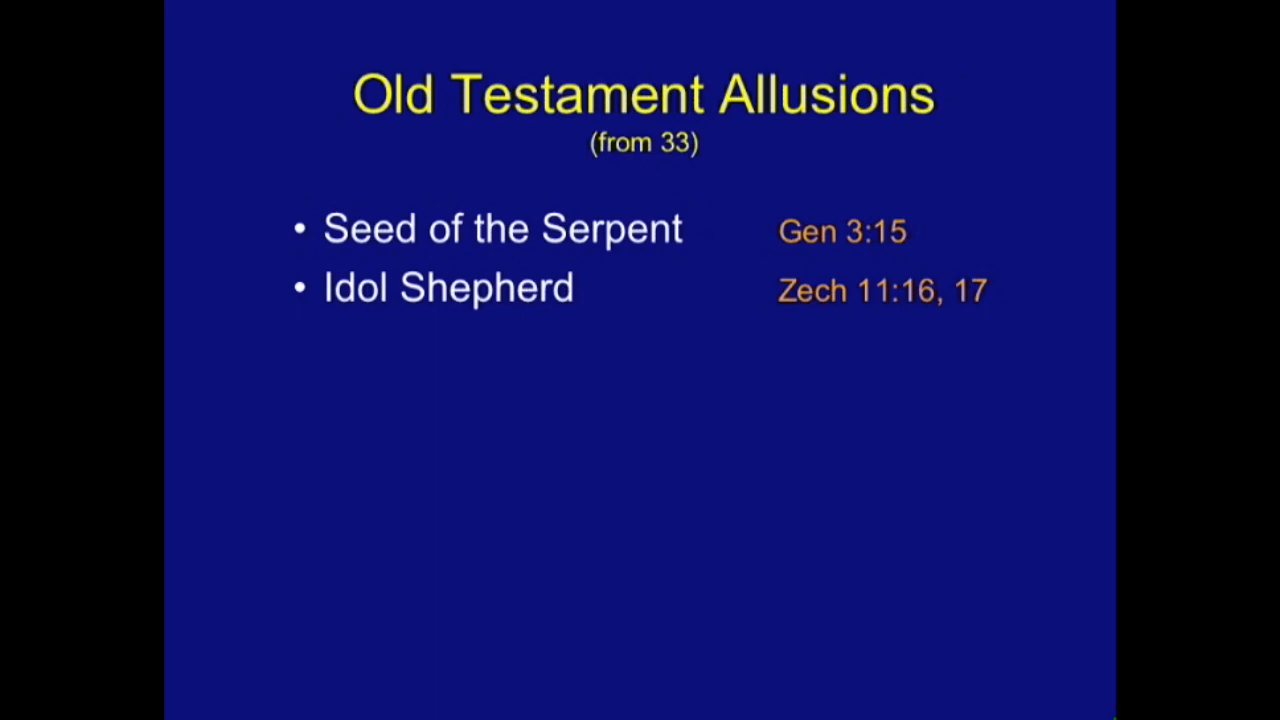 Old Testament Allusions
(from 33)
• Seed of the Serpent Gen 3:15
• Idol Shepherd Zech 11:16, 17